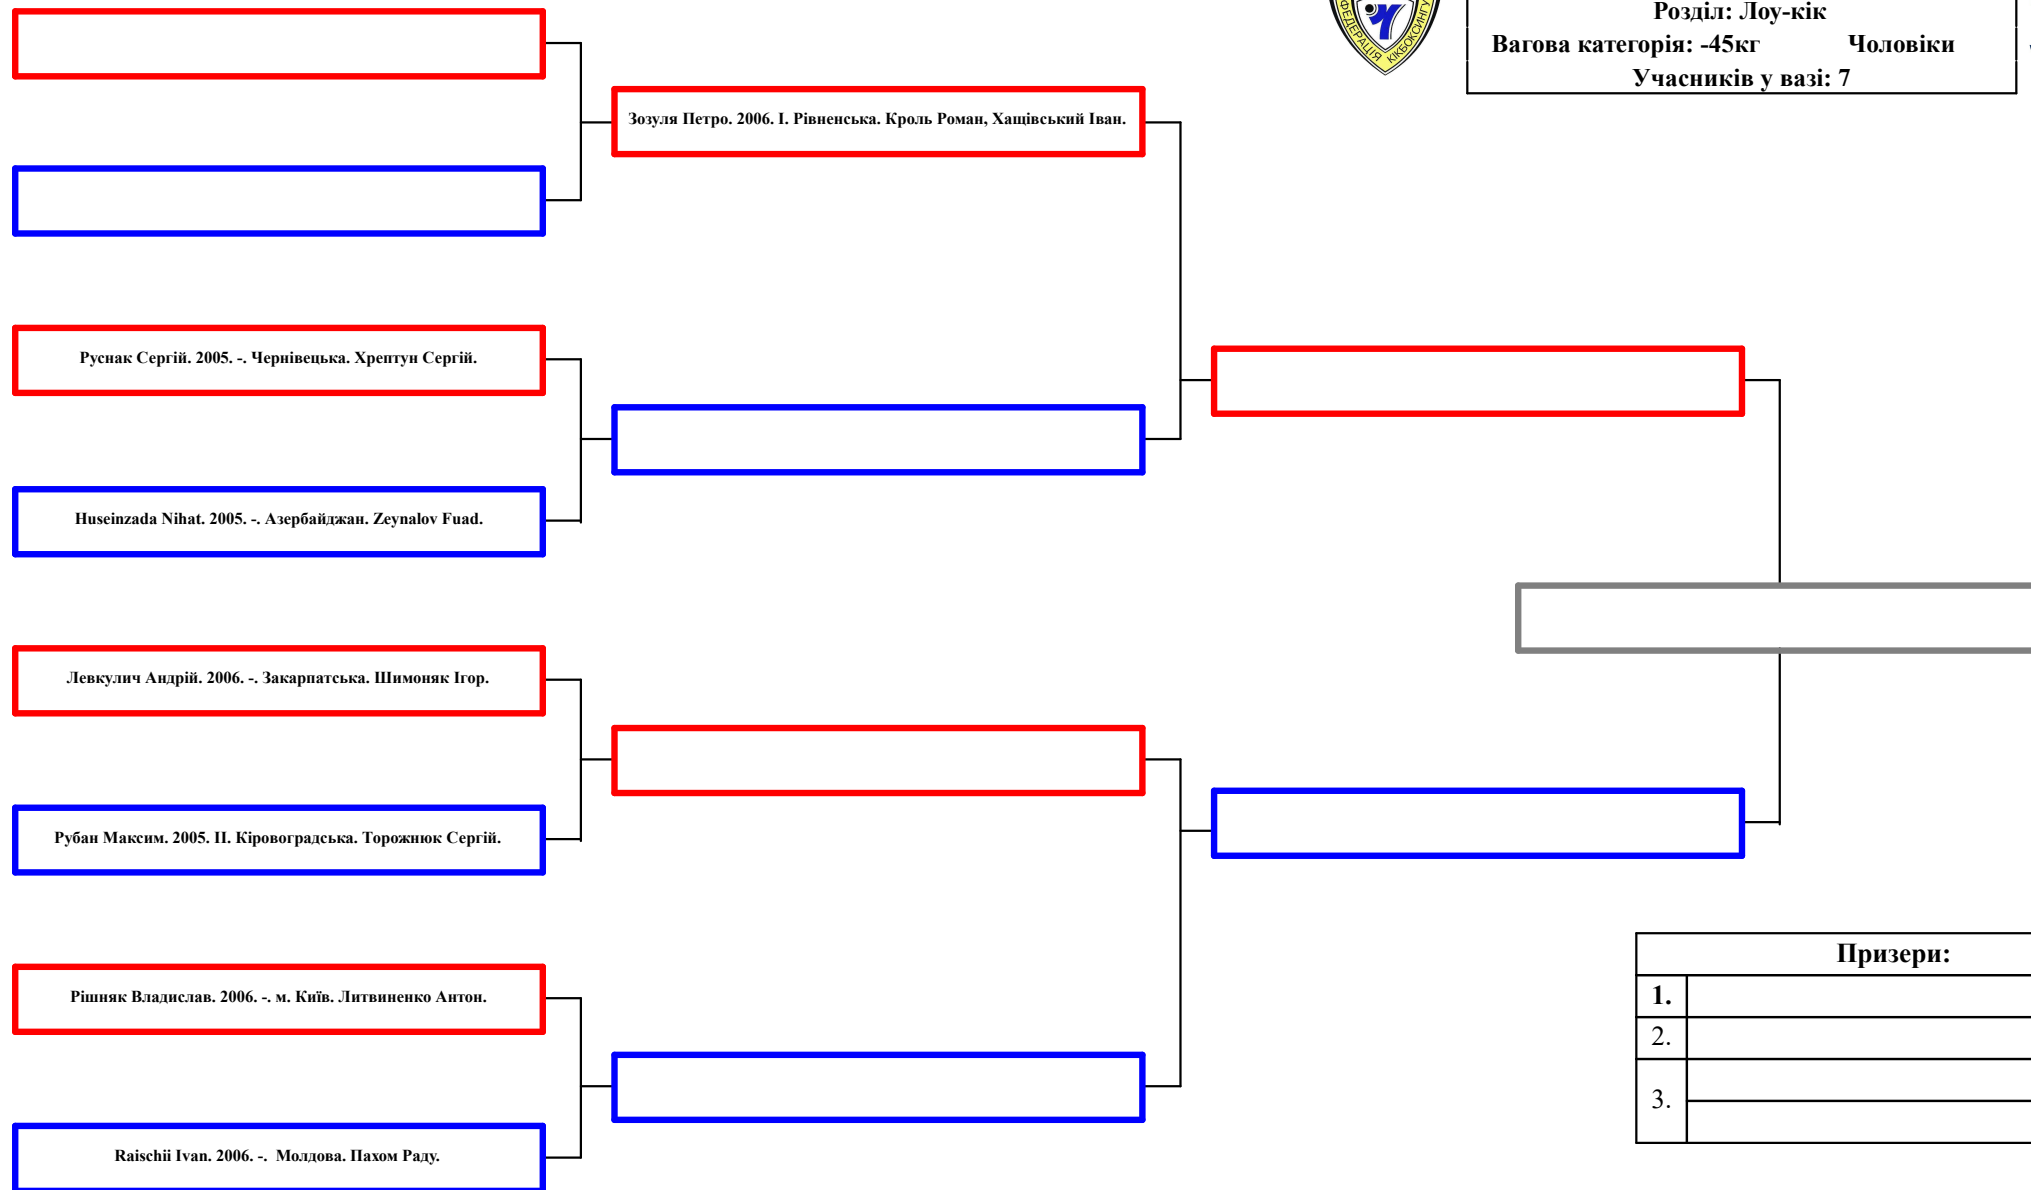 ФЕДЕРАЦІЯ КІКБОКСИНГУ
Розділ: Лоу-кік
Вагова категорія: -45кг Чоловіки
Учасників у вазі: 7
Зозуля Петро. 2006. I. Рівненська. Кроль Роман, Хащівський Іван.
Руснак Сергій. 2005. -. Чернівецька. Хрептун Сергій.
Huseinzada Nihat. 2005. -. Азербайджан. Zeynalov Fuad.
Левкулич Андрій. 2006. -. Закарпатська. Шимоняк Ігор.
Рубан Максим. 2005. II. Кіровоградська. Торожнюк Сергій.
Рішняк Владислав. 2006. -. м. Київ. Литвиненко Антон.
Raischii Ivan. 2006. -. Молдова. Пахом Раду.
Призери:
1.
2.
3.